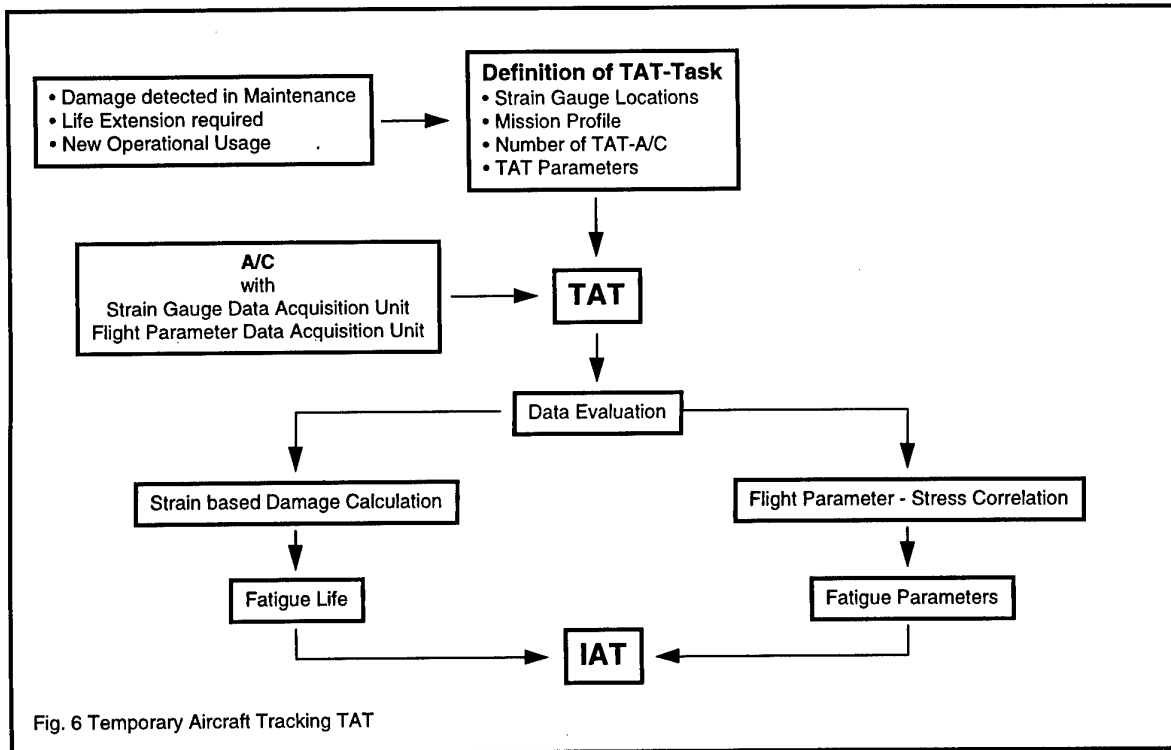 • Damage detected in Maintenance
• Life Extension required
• New Operational Usage
Definition of TAT-Task
• Strain Gauge Locations
• Mission Profile
• Number of TAT-A/C
• TAT Parameters
A/C
with
Strain Gauge Data Acquisition Unit
Flight Parameter Data Acquisition Unit
TAT
Data Evaluation
Strain based Damage Calculation
Flight Parameter - Stress Correlation
Fatigue Life
Fatigue Parameters
IAT
Fig. 6 Temporary Aircraft Tracking TAT